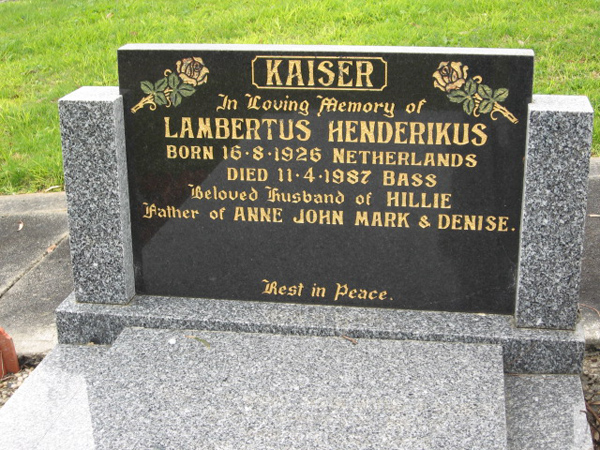 KAISER
In Loving Memory of
LAMBERTUS HENDERIKUS
BORN 16·8·1926 NETHERLANDS
DIED 11·4·1987 BASS
Beloved Husband of HILLIE
Father of ANNE JOHN MARK & DENISE.
Rest in Peace.